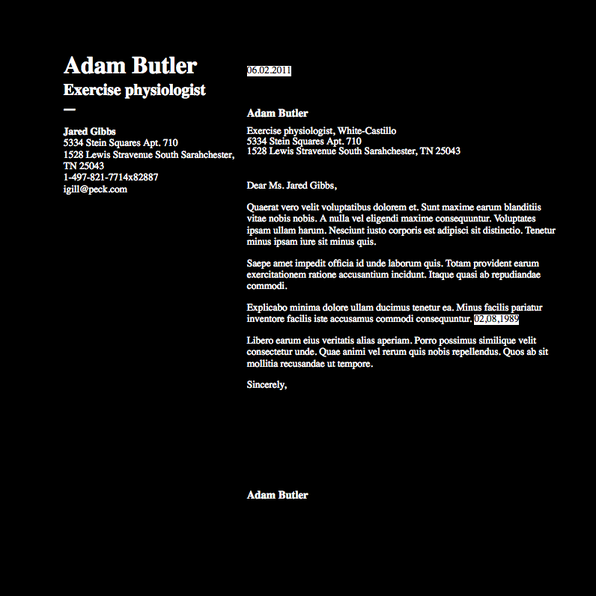 Adam Butler
Exercise physiologist
Jared Gibbs
5334 Stein Squares Apt. 710
1528 Lewis Stravenue South Sarahchester,
TN 25043
1-497-821-7714x82887
igill@peck.com
06.02.2011
Adam Butler
Exercise physiologist, White-Castillo
5334 Stein Squares Apt. 710
1528 Lewis Stravenue South Sarahchester, TN 25043
Dear Ms. Jared Gibbs,
Quaerat vero velit voluptatibus dolorem et. Sunt maxime earum blanditiis
vitae nobis nobis. A nulla vel eligendi maxime consequuntur. Voluptates
ipsam ullam harum. Nesciunt iusto corporis est adipisci sit distinctio. Tenetur
minus ipsam iure sit minus quis.
Saepe amet impedit officia id unde laborum quis. Totam provident earum
exercitationem ratione accusantium incidunt. Itaque quasi ab repudiandae
commodi.
Explicabo minima dolore ullam ducimus tenetur ea. Minus facilis pariatur
inventore facilis iste accusamus commodi consequuntur. 02.08.1989
Libero earum eius veritatis alias aperiam. Porro possimus similique velit
consectetur unde. Quae animi vel rerum quis nobis repellendus. Quos ab sit
mollitia recusandae ut tempore.
Sincerely,
Adam Butler